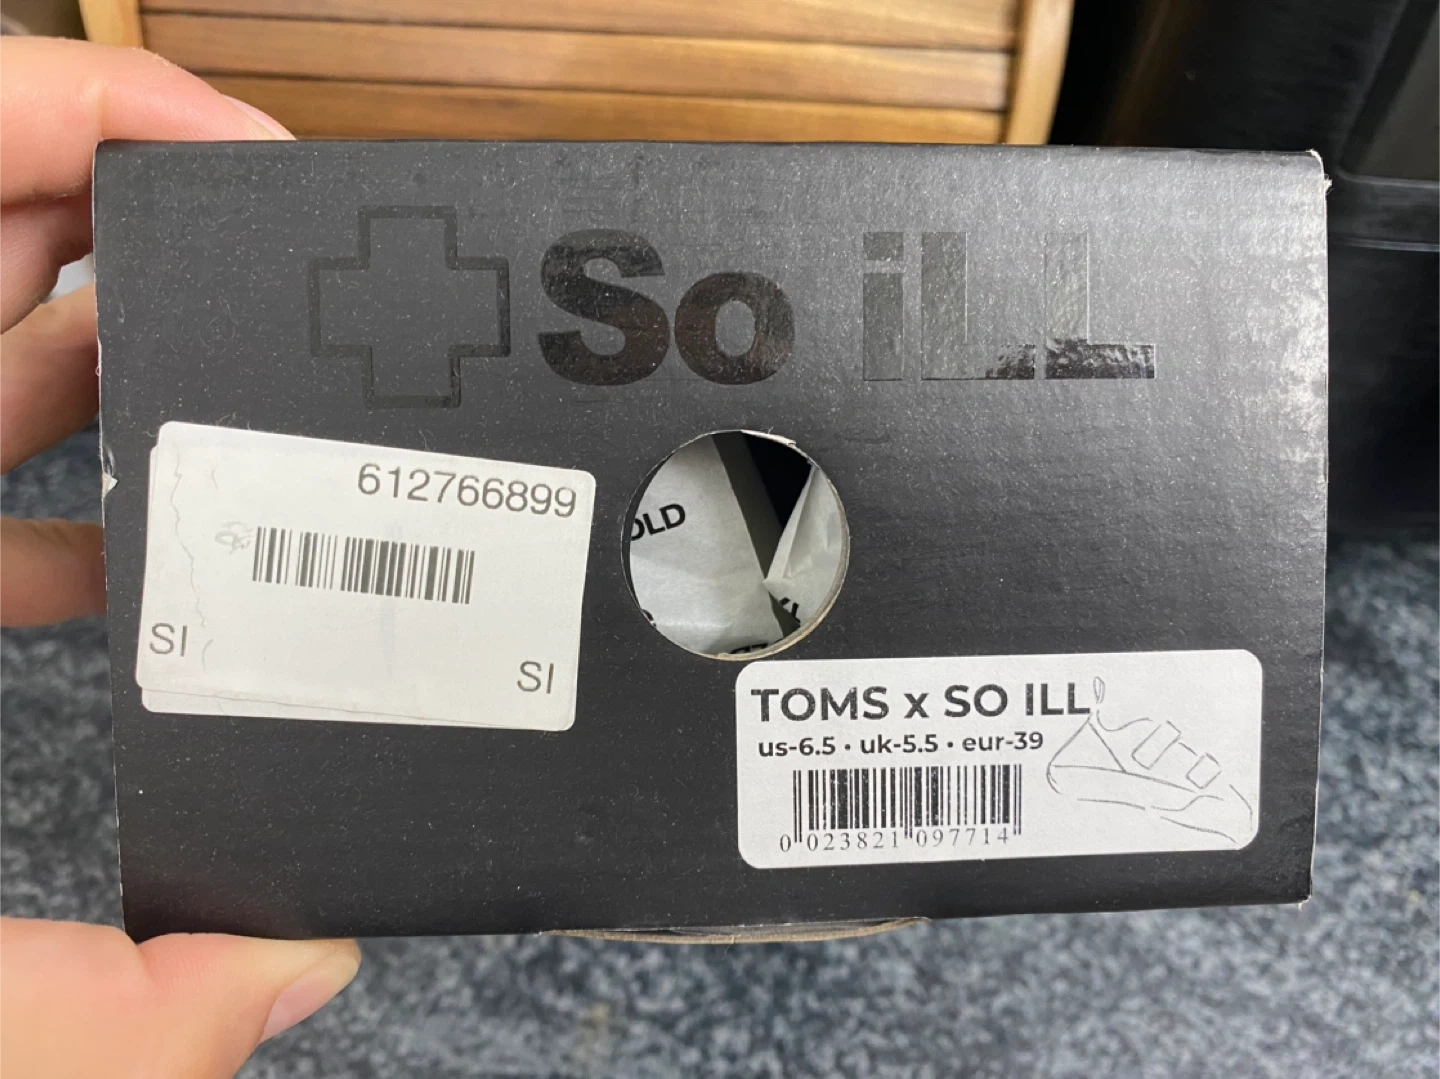 So iLL
612766899
SI
SI
OLD
TOMS x SO ILL
us-6.5 • uk-5.5 • eur-39
0 023821 097714